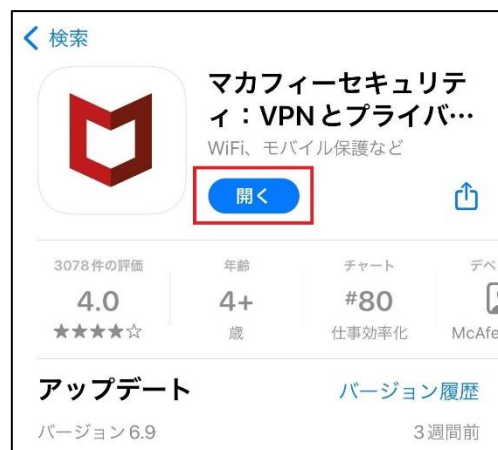 検索
マカフィーセキュリテ
ィ：VPNとプライバ…
WiFi、モバイル保護など
開く
3078件の評価
年齢
チャート
デベ
4.0
4+
#80
★★★★☆
歳
仕事効率化
McAfe
アップデート
バージョン履歴
バージョン 6.9
3週間前